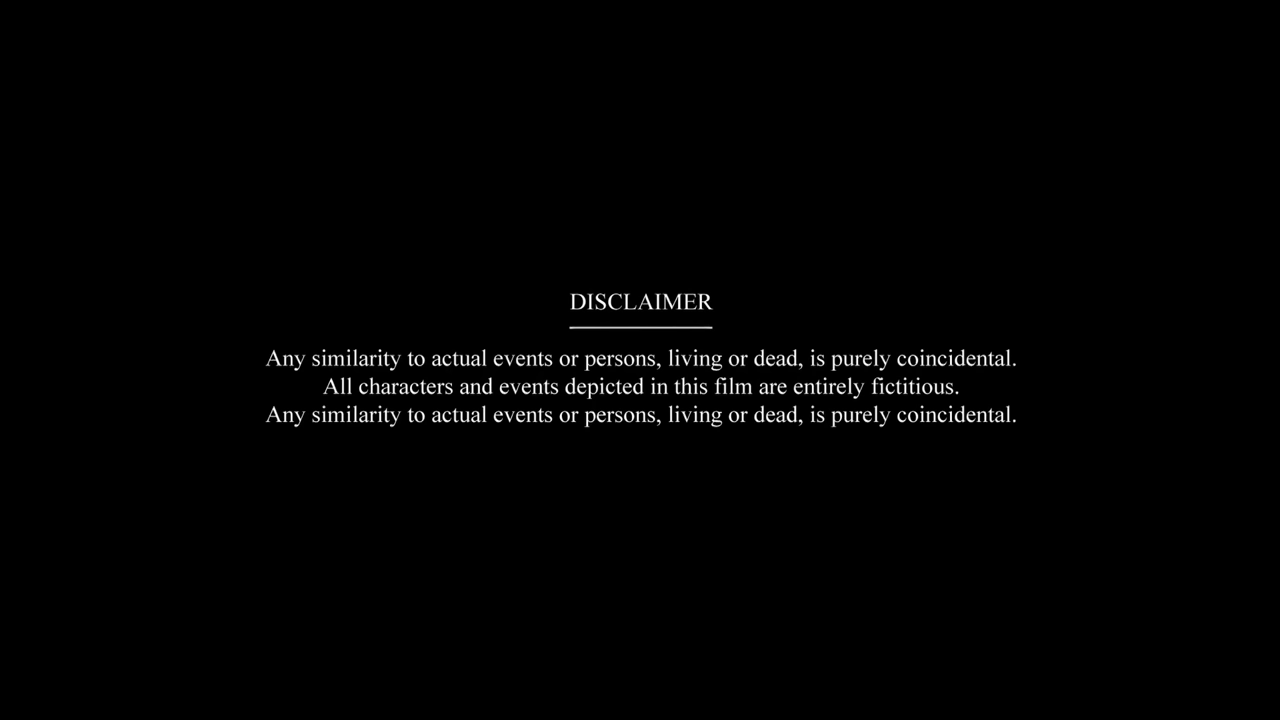 DISCLAIMER
Any similarity to actual events or persons, living or dead, is purely coincidental.
All characters and events depicted in this film are entirely fictitious.
Any similarity to actual events or persons, living or dead, is purely coincidental.